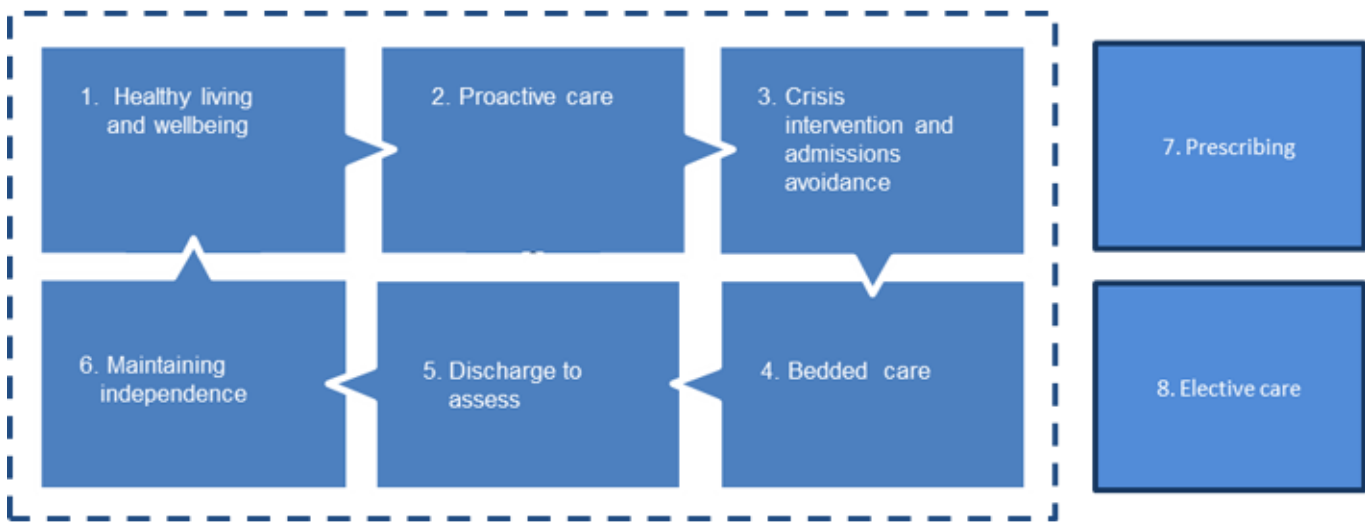 1. Healthy living
and wellbeing
2. Proactive care
3. Crisis
intervention and
admissions
avoidance
7. Prescribing
6. Maintaining
independence
5. Discharge to
assess
4. Bedded care
8. Elective care